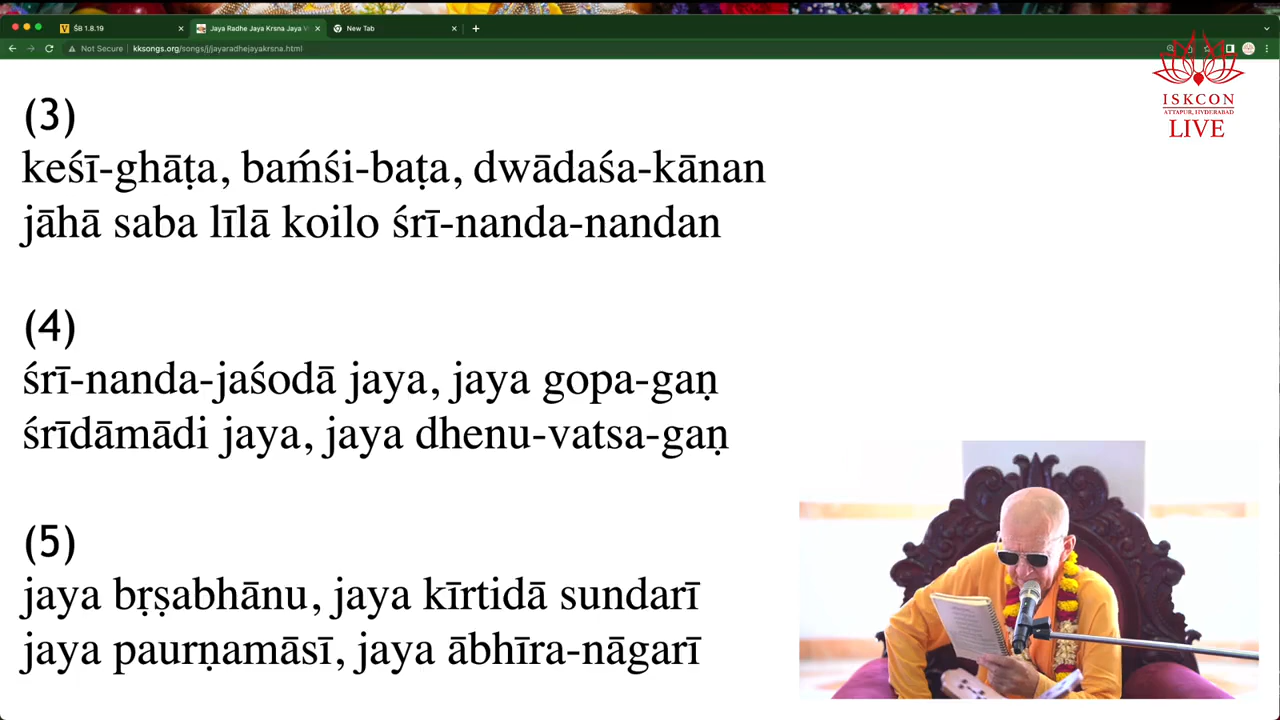 ŚB 1.8.19
Jaya Radhe Jaya Krsna Jaya V
New Tab
Not Secure
kksongs.org/songs/j/jayaradhejayakrsna.html
ISKCON
ATTAPUR, HYDERABAD
LIVE
(3)
keśī-ghāṭa, baḿśi-baṭa, dwādaśa-kānan
jāhā saba līlā koilo śrī-nanda-nandan
(4)
śrī-nanda-jaśodā jaya, jaya gopa-gaṇ
śrīdāmādi jaya, jaya dhenu-vatsa-gaṇ
(5)
jaya bṛṣabhānu, jaya kīrtidā sundarī
jaya paurṇamāsī, jaya ābhīra-nāgarī